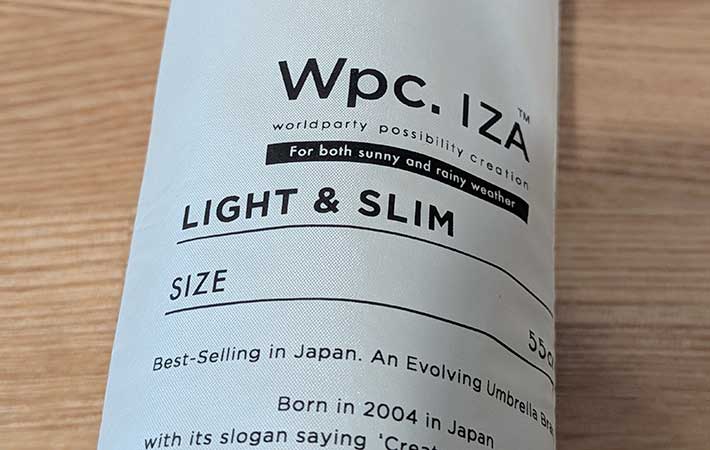 Wpc. IZA™
worldparty possibility creation
For both sunny and rainy weather
LIGHT & SLIM
SIZE
Best-Selling in Japan. An Evolving Umbrella
Born in 2004 in Japan
with its slogan saying